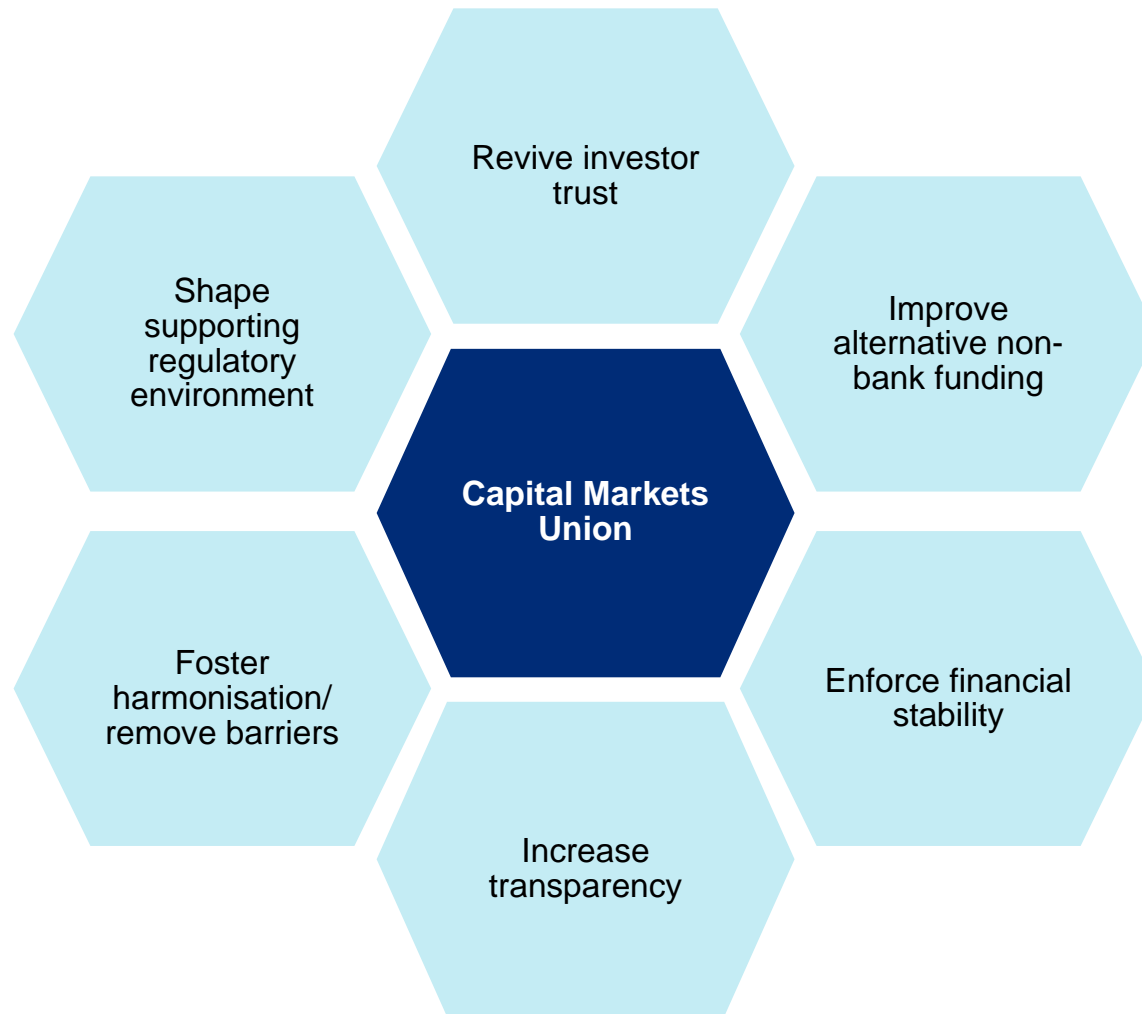 Revive investor
trust
Improve
alternative non-
bank funding
Enforce financial
stability
Increase
transparency
Foster
harmonisation/
remove barriers
Shape
supporting
regulatory
environment
Capital Markets
Union